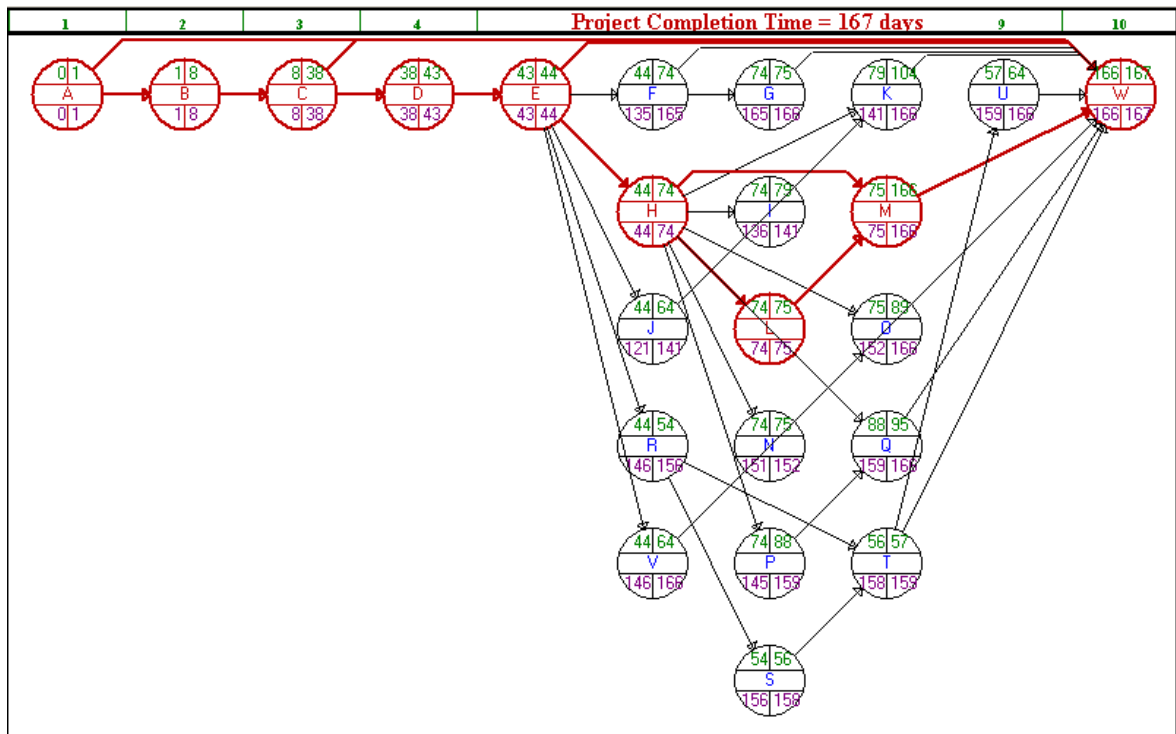 1 2 3 4 Project Completion Time = 167 days 9 10
0 1 1 8 8 38 38 43 43 44 44 74 74 75 79 104 57 64 166 167
A B C D E F G K U W
0 1 1 8 8 38 38 43 43 44 135 165 165 166 141 166 159 166 166 167
44 74 74 79 75 166
H I M
44 74 136 141 75 166
44 64 74 75 75 89
J L O
121 141 74 75 152 166
44 54 74 75 88 95
R N Q
146 156 151 152 159 166
44 64 74 88 56 57
V P T
146 166 145 159 158 159
54 56
S
156 158